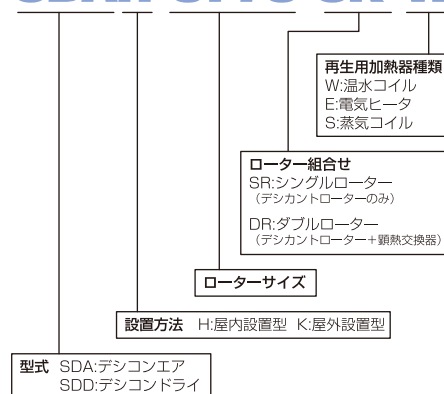 再生用加熱器種類
W:温水コイル
E:電気ヒータ
S:蒸気コイル
ローター組合せ
SR:シングルローター
（デシカントローターのみ）
DR:ダブルローター
（デシカントローター＋顕熱交換器）
ローターサイズ
設置方法 H:屋内設置型 K:屋外設置型
型式 SDA:デシコンエア
SDD:デシコンドライ